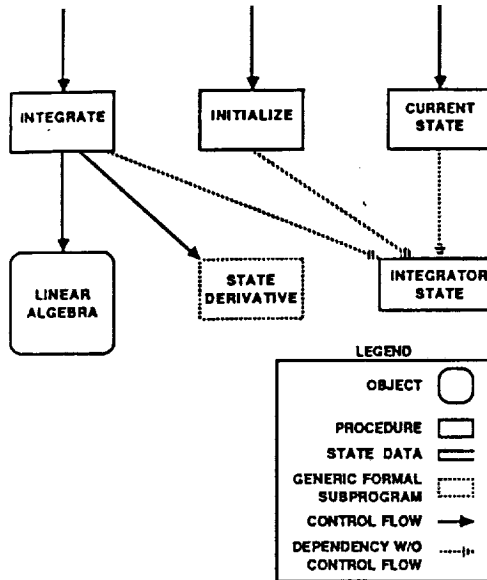 INTEGRATE
INITIALIZE
CURRENT
STATE
LINEAR
ALGEBRA
STATE
DERIVATIVE
INTEGRATOR
STATE
LEGEND
OBJECT
PROCEDURE
STATE DATA
GENERIC FORMAL
SUBPROGRAM
CONTROL FLOW
DEPENDENCY W/O
CONTROL FLOW